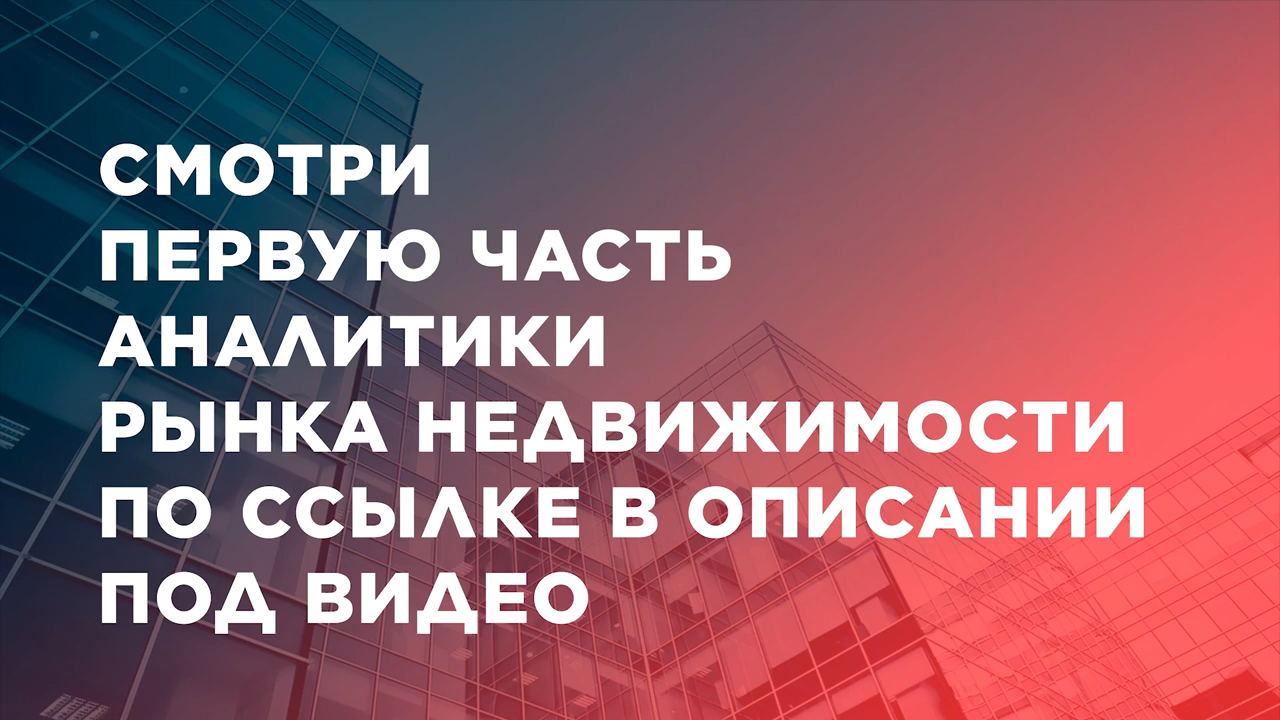 СМОТРИ
ПЕРВУЮ ЧАСТЬ
АНАЛИТИКИ
РЫНКА НЕДВИЖИМОСТИ
ПО ССЫЛКЕ В ОПИСАНИИ
ПОД ВИДЕО